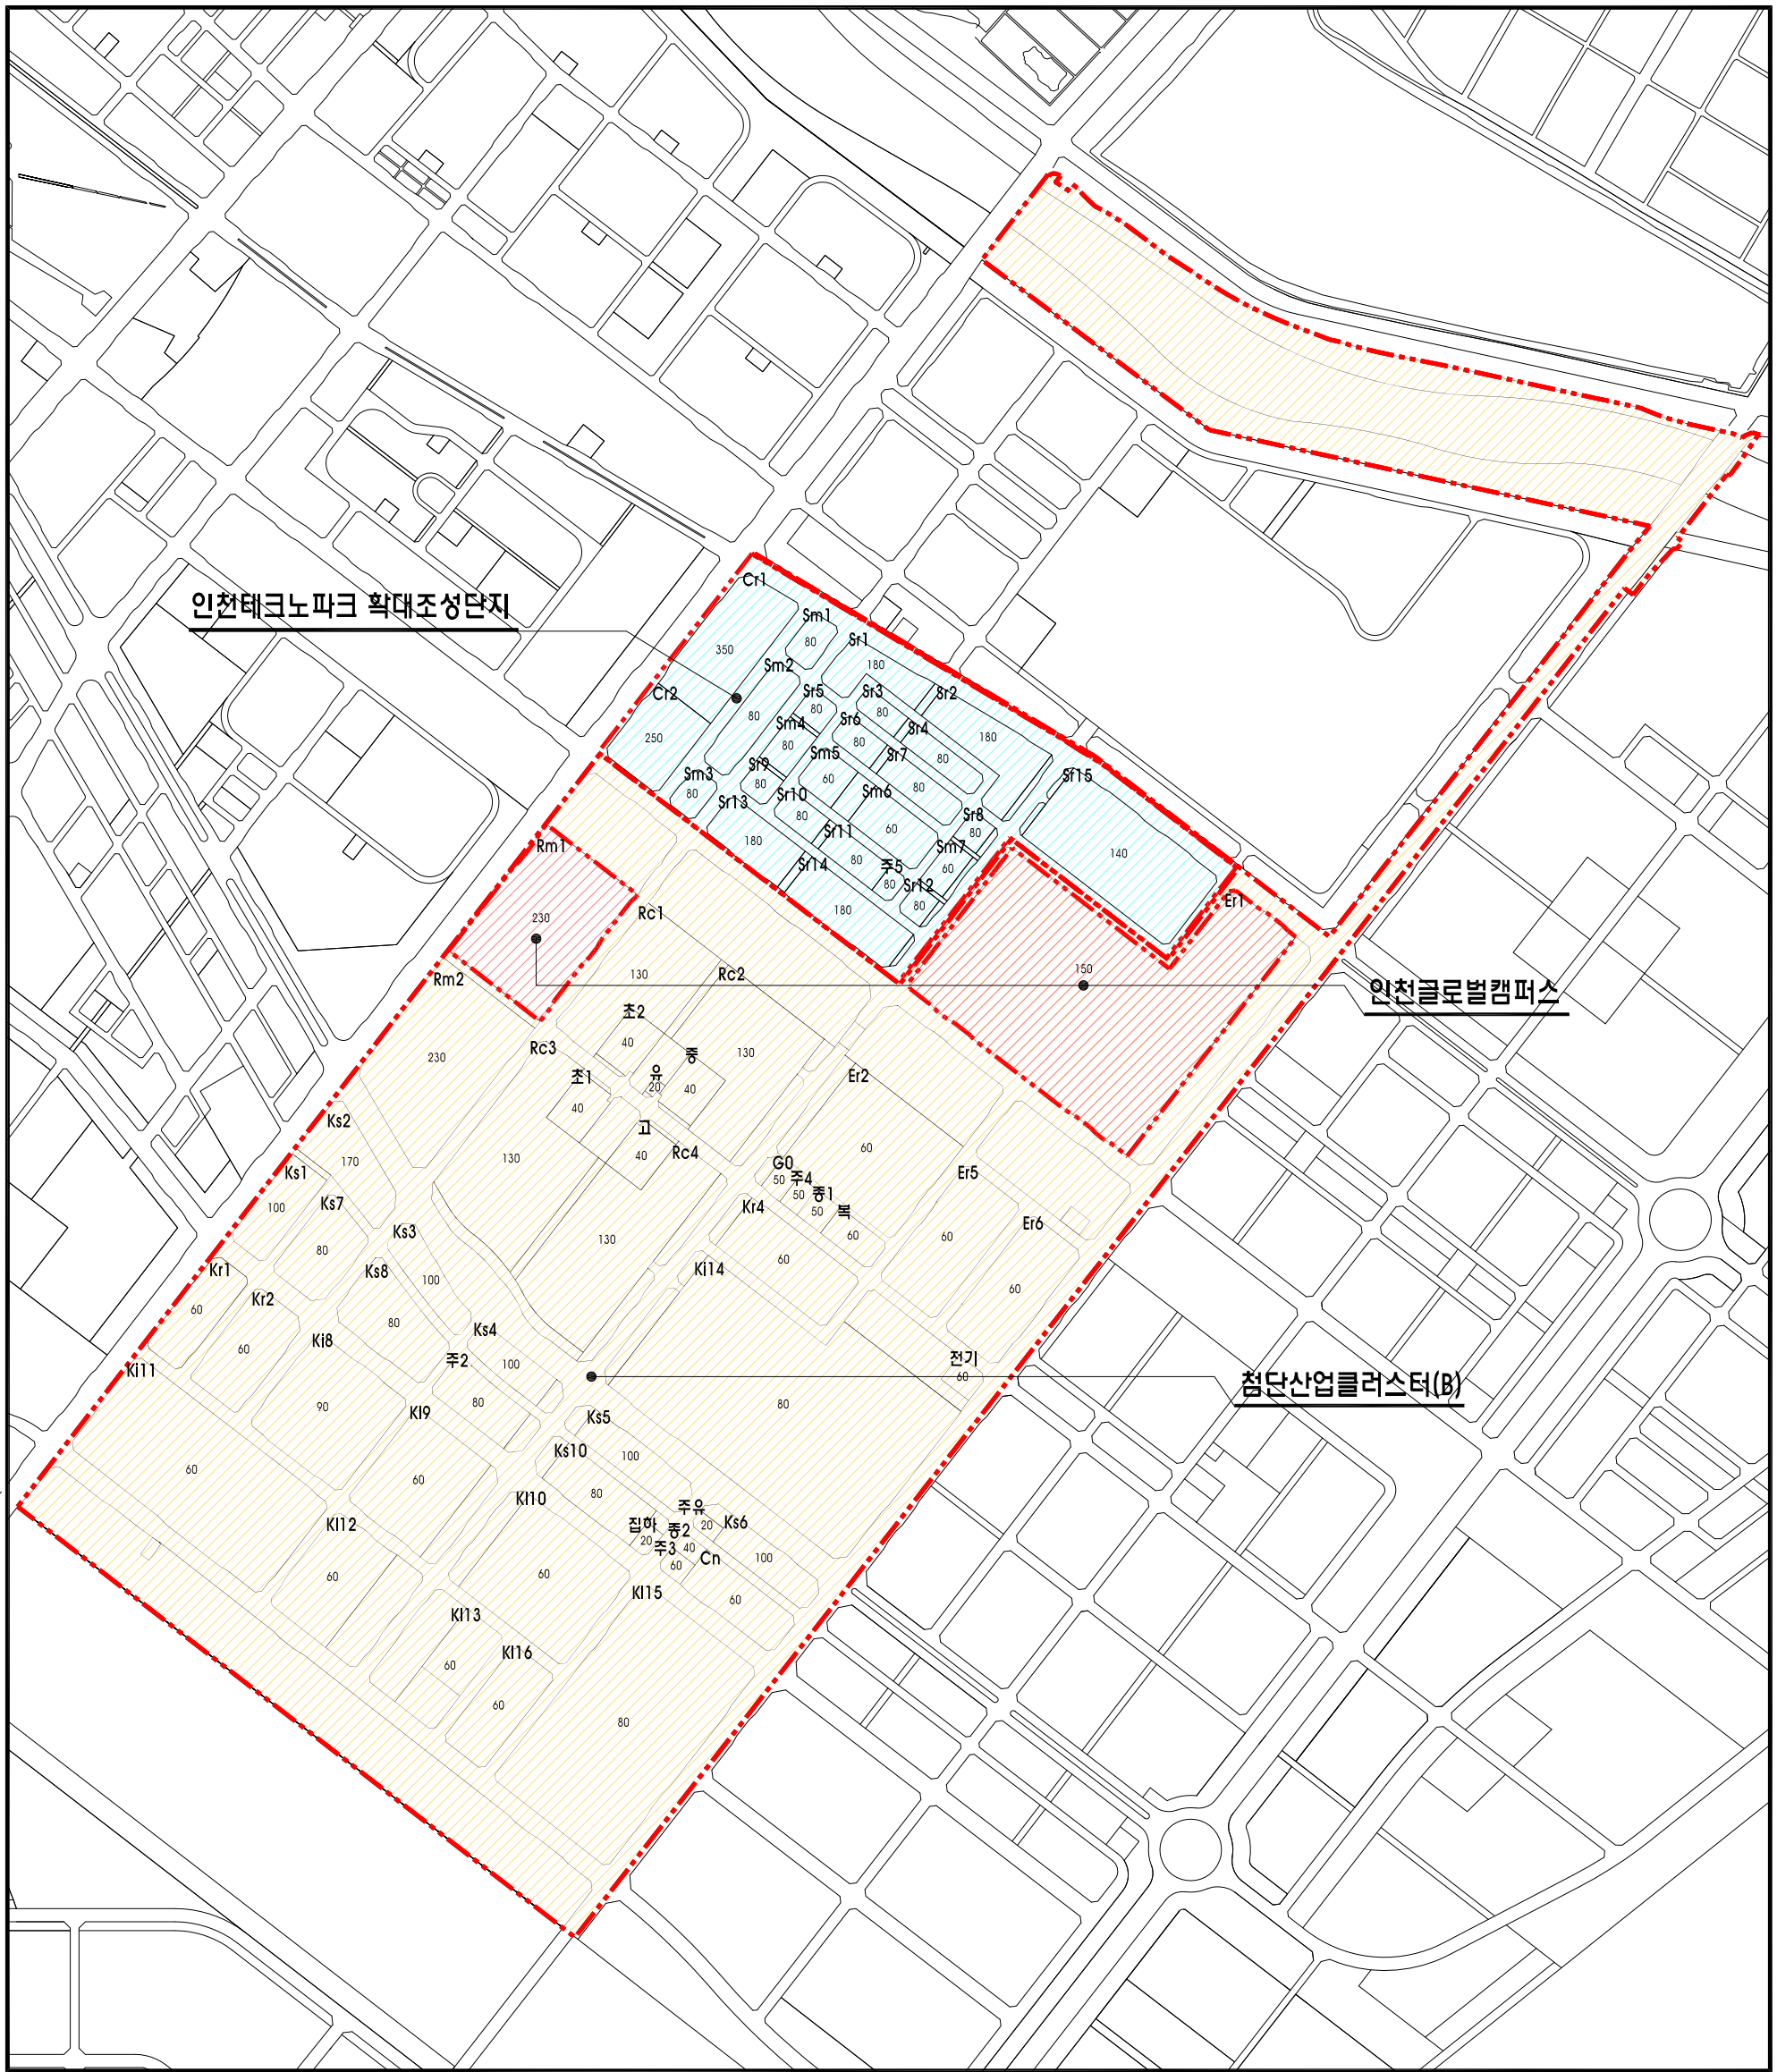 Cr1
인천테크노파크 확대조성단지
Sm1
80
Sr1
350
180
Sm2
Cr2
Sr5
Sr3
Sr2
80
80
80
Sm4
Sr6
Sr4
250
80
80
180
Sm5
Sr7
80
Sm3
Sr9
60
Sr15
80
80
80
Sr13
Sr10
Sm6
80
Sr8
Sr11
60
80
Rm1
180
Sm7
140
Sr14
80
주5
60
80
Sr12
80
Er1
230
Rc1
180
150
Rm2
130
Rc2
인천글로벌캠퍼스
초2
40
Rc3
중
130
230
유
초1
20
40
Er2
40
Ks2
고
60
Rc4
40
170
130
G0
Ks1
50
주4
Er5
50
종1
Ks7
100
Kr4
50
복
Er6
Ks3
60
60
80
130
60
Kr1
Ks8
100
Ki14
60
Kr2
60
80
Ks4
Ki8
60
주2
100
전기
Ki11
60
첨단산업클러스터(B)
90
KI9
80
80
Ks5
Ks10
100
60
60
80
KI10
주유
KI12
집하
종2
20
Ks6
20
주3
40
Cn
100
60
60
60
KI15
60
KI13
KI16
60
60
80